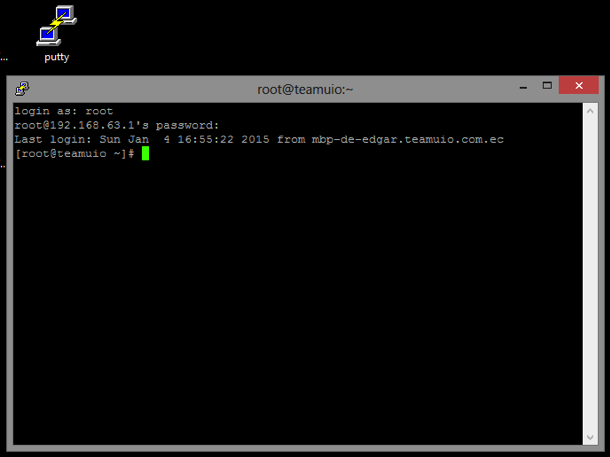 putty
...
root@teamuio:~
login as: root
root@192.168.63.1's password:
Last login: Sun Jan  4 16:55:22 2015 from mbp-de-edgar.teamuio.com.ec
...
[root@teamuio ~]#